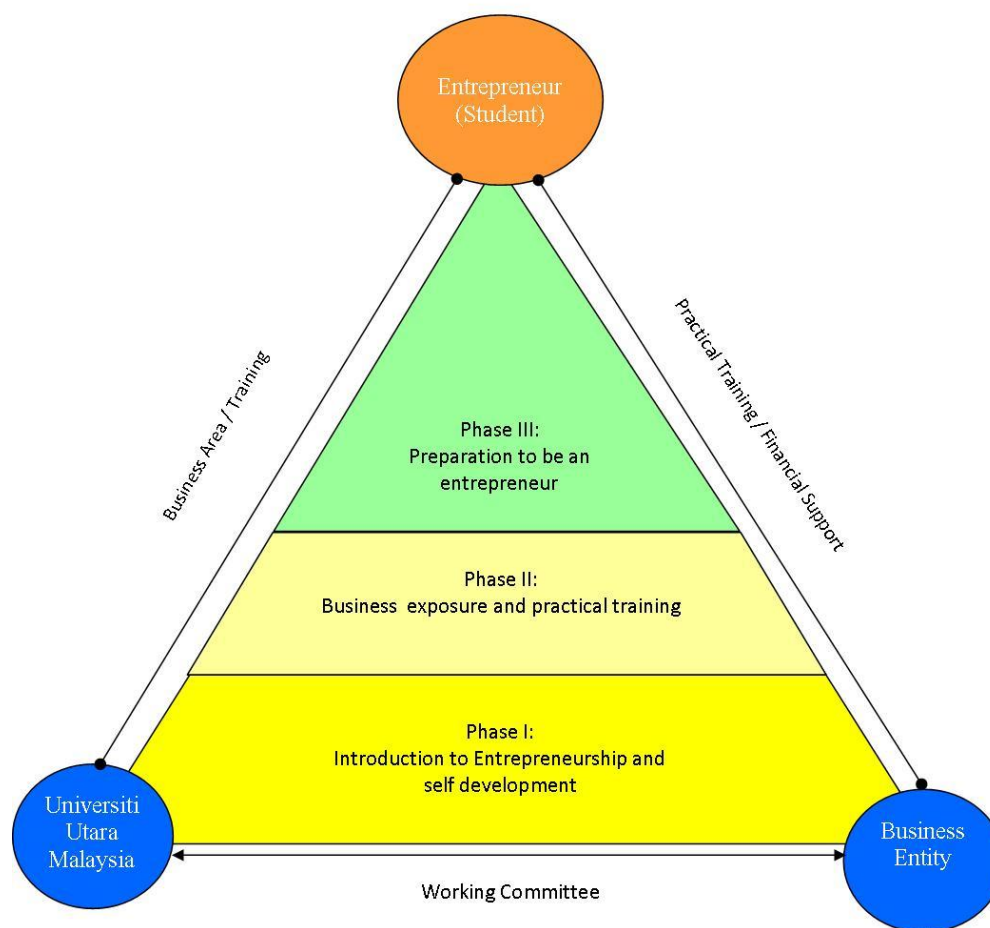 Entrepreneur
(Student)
Business Area / Training
Practical Training / Financial Support
Phase III:
Preparation to be an
entrepreneur
Phase II:
Business exposure and practical training
Phase I:
Introduction to Entrepreneurship and
self development
Universiti
Utara
Malaysia
Business
Entity
Working Committee